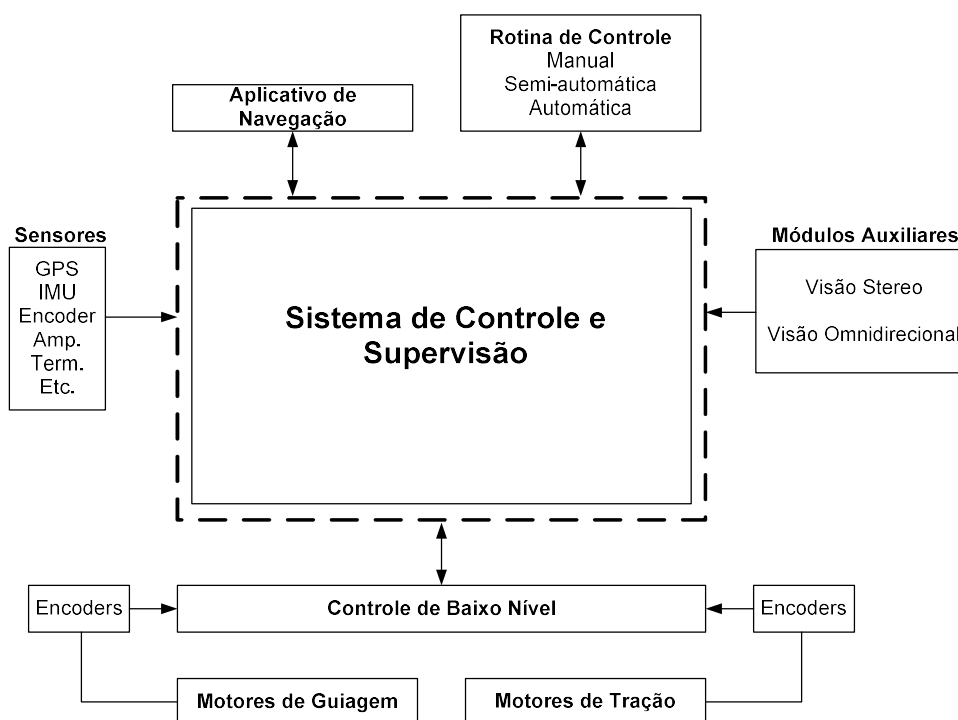 Rotina de Controle
Manual
Semi-automática
Automática
Aplicativo de
Navegação
Sensores
GPS
IMU
Encoder
Amp.
Term.
Etc.
Sistema de Controle e
Supervisão
Módulos Auxiliares
Visão Stereo
Visão Omnidirecional
Encoders
Controle de Baixo Nível
Encoders
Motores de Guiagem
Motores de Tração